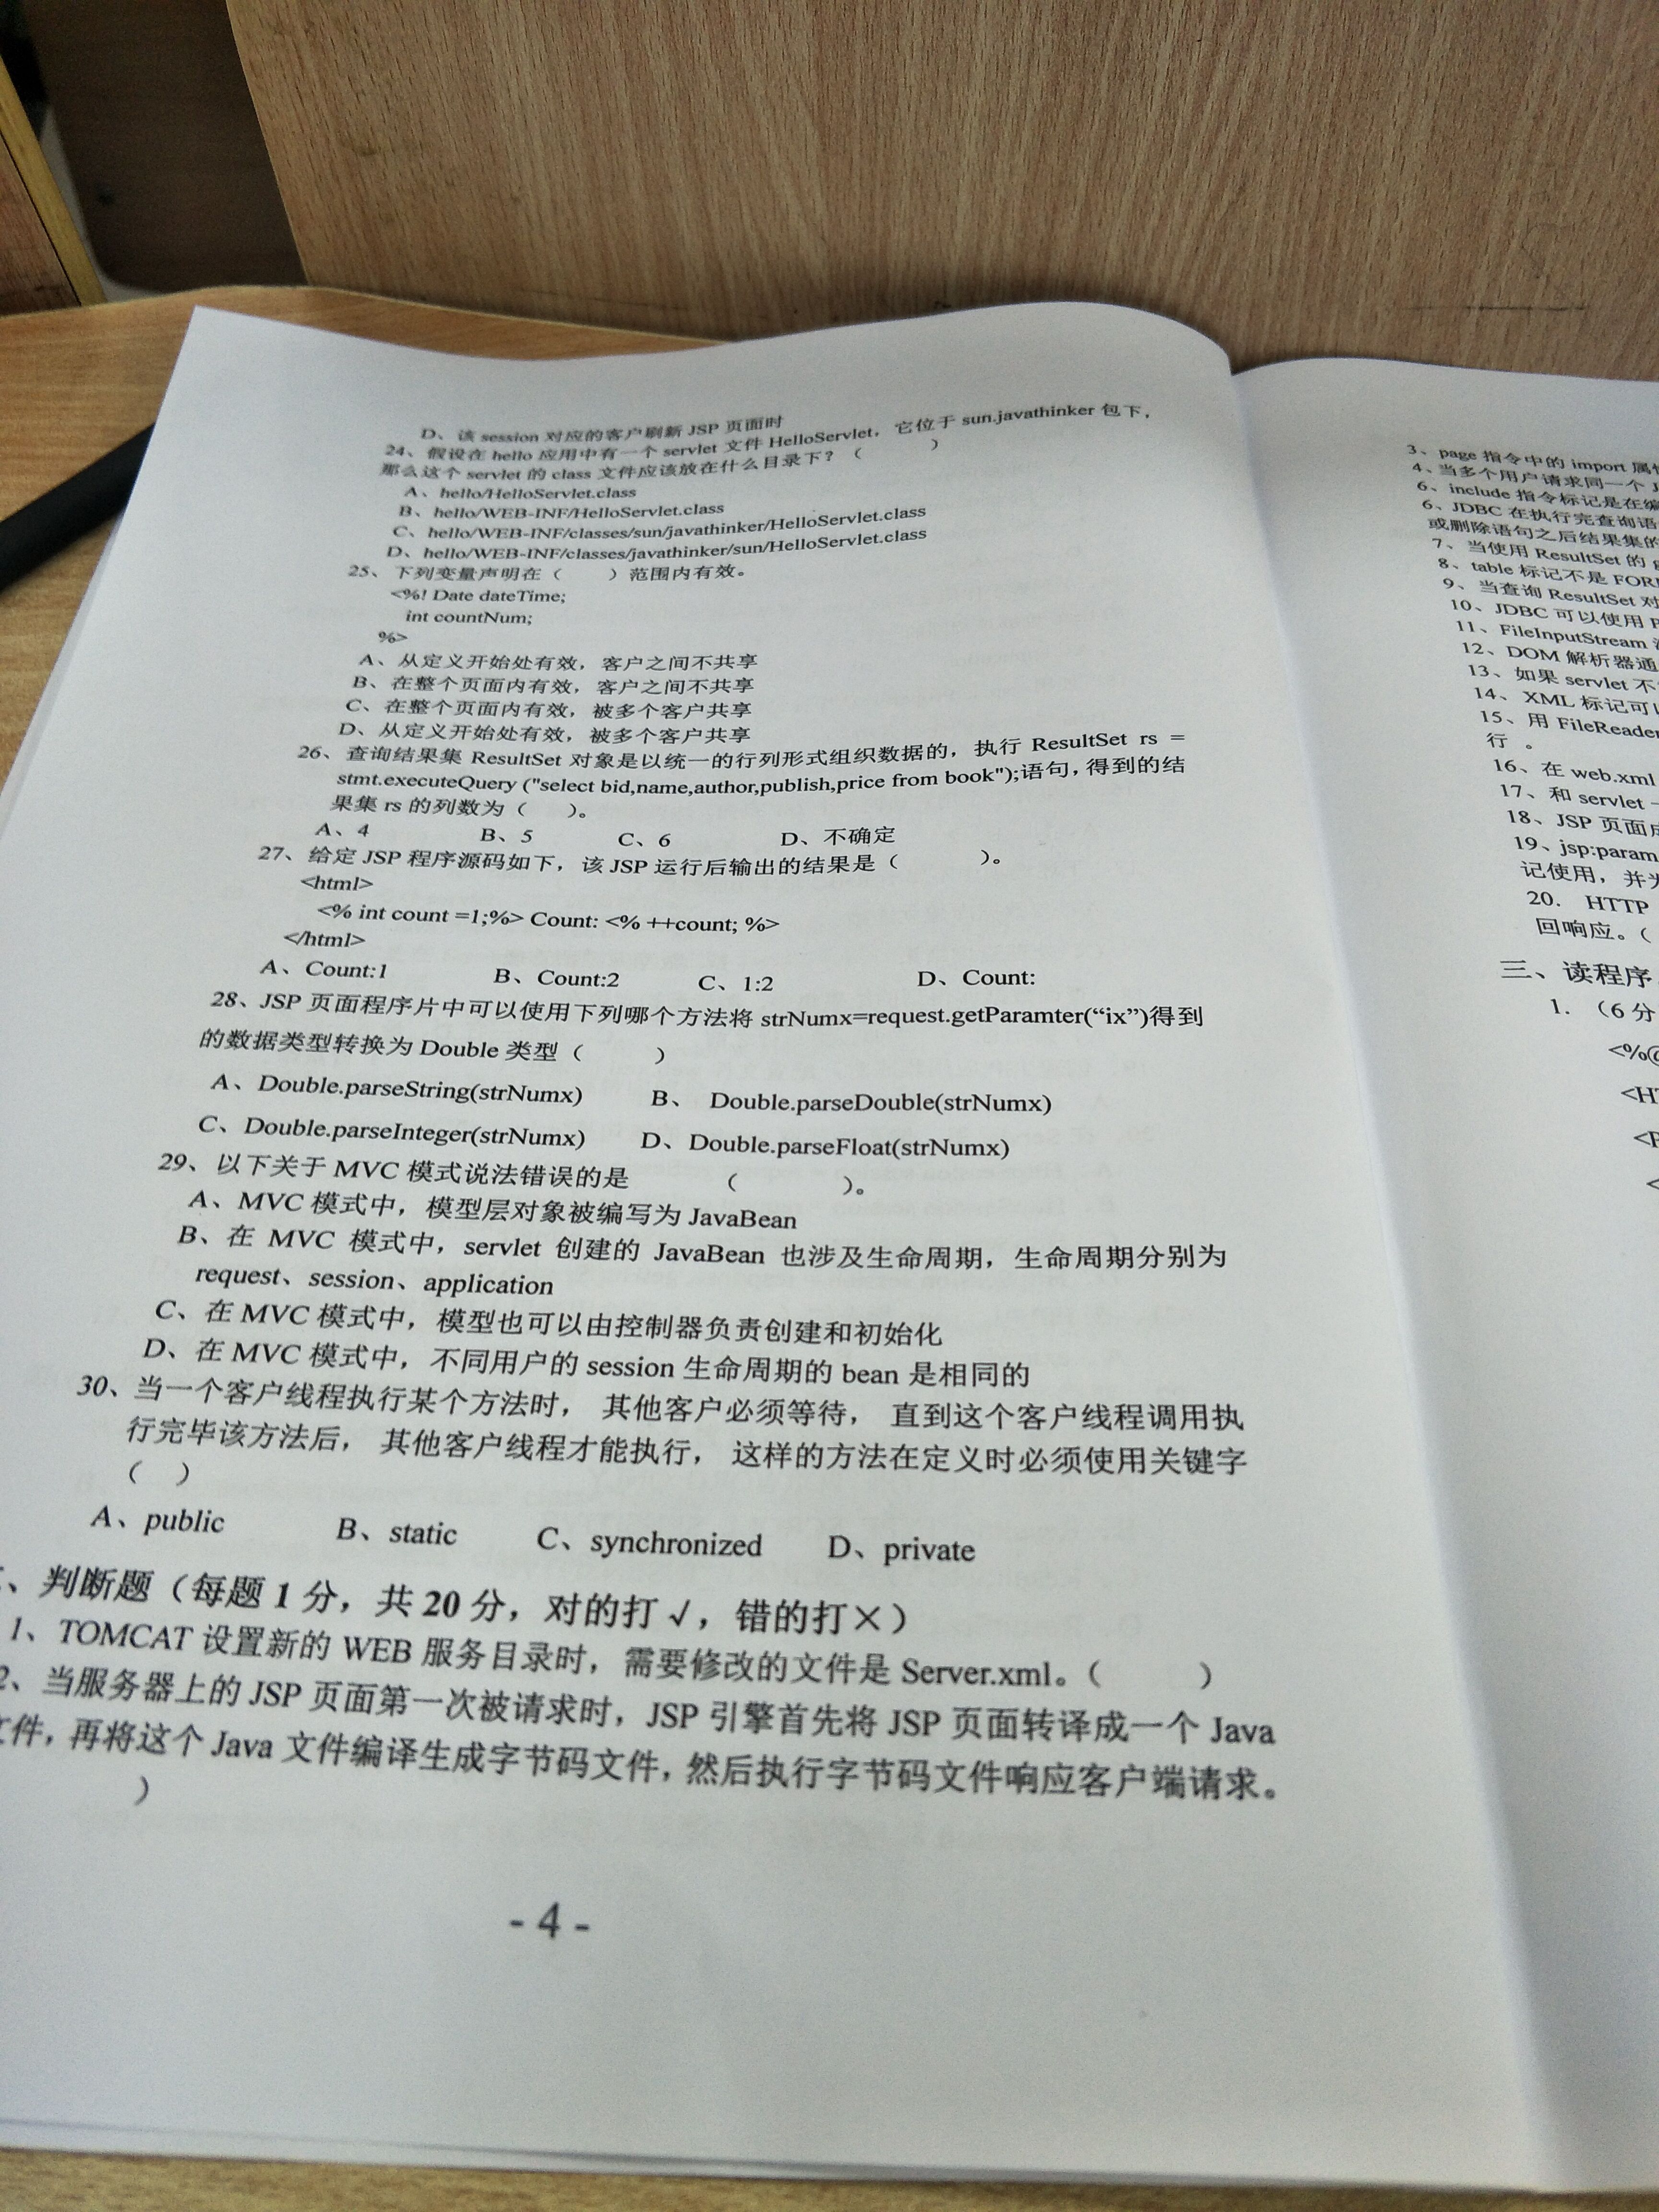 D、该 session 对应的客户刷新 JSP 页面时
24、假设在 hello 应用中有一个 servlet 文件 HelloServlet，它位于 sun.javathinker 包下，
那么这个 servlet 的 class 文件应该放在什么目录下？（ ）
A、hello/HelloServlet.class
B、hello/WEB-INF/HelloServlet.class
C、hello/WEB-INF/classes/sun/javathinker/HelloServlet.class
D、hello/WEB-INF/classes/javathinker/sun/HelloServlet.class
25、下列变量声明在（ ）范围内有效。
<%! Date dateTime;
int countNum;
%>
A、从定义开始处有效，客户之间不共享
B、在整个页面内有效，客户之间不共享
C、在整个页面内有效，被多个客户共享
D、从定义开始处有效，被多个客户共享
26、查询结果集 ResultSet 对象是以统一的行列形式组织数据的，执行 ResultSet rs =
stmt.executeQuery ("select bid,name,author,publish,price from book");语句，得到的结
果集 rs 的列数为（ ）。
A、4 B、5 C、6 D、不确定
27、给定 JSP 程序源码如下，该 JSP 运行后输出的结果是（ ）。
<html>
<% int count =1;%> Count: <% ++count; %>
</html>
A、Count:1 B、Count:2 C、1:2 D、Count:
28、JSP 页面程序片中可以使用下列哪个方法将 strNumx=request.getParamter(“ix”)得到
的数据类型转换为 Double 类型（ ）
A、Double.parseString(strNumx) B、 Double.parseDouble(strNumx)
C、Double.parseInteger(strNumx) D、Double.parseFloat(strNumx)
29、以下关于 MVC 模式说法错误的是 （ ）。
A、MVC 模式中，模型层对象被编写为 JavaBean
B、在 MVC 模式中，servlet 创建的 JavaBean 也涉及生命周期，生命周期分别为
request、session、application
C、在 MVC 模式中，模型也可以由控制器负责创建和初始化
D、在 MVC 模式中，不同用户的 session 生命周期的 bean 是相同的
30、当一个客户线程执行某个方法时， 其他客户必须等待， 直到这个客户线程调用执
行完毕该方法后， 其他客户线程才能执行， 这样的方法在定义时必须使用关键字
（ ）
A、public B、static C、synchronized D、private
、判断题（每题 1 分，共 20 分，对的打 √，错的打×）
1、TOMCAT 设置新的 WEB 服务目录时，需要修改的文件是 Server.xml。（ ）
2、当服务器上的 JSP 页面第一次被请求时，JSP 引擎首先将 JSP 页面转译成一个 Java
文件，再将这个 Java 文件编译生成字节码文件，然后执行字节码文件响应客户端请求。
）
- 4 -
3、page 指令中的 import 属
4、当多个用户请求同一个 J
6、include 指令标记是在编
6、JDBC 在执行完查询语
或删除语句之后结果集的
7、当使用 ResultSet 的
8、table 标记不是 FOR
9、当查询 ResultSet 对
10、JDBC 可以使用
11、FileInputStream
12、DOM 解析器通
13、如果 servlet 不
14、XML 标记可
15、用 FileReader
行 。
16、在 web.xml
17、和 servlet
18、JSP 页面
19、jsp:param
记使用，并
20. HTTP
回响应。（
三、读程序
1. （6 分
<%@
<HT
<
<